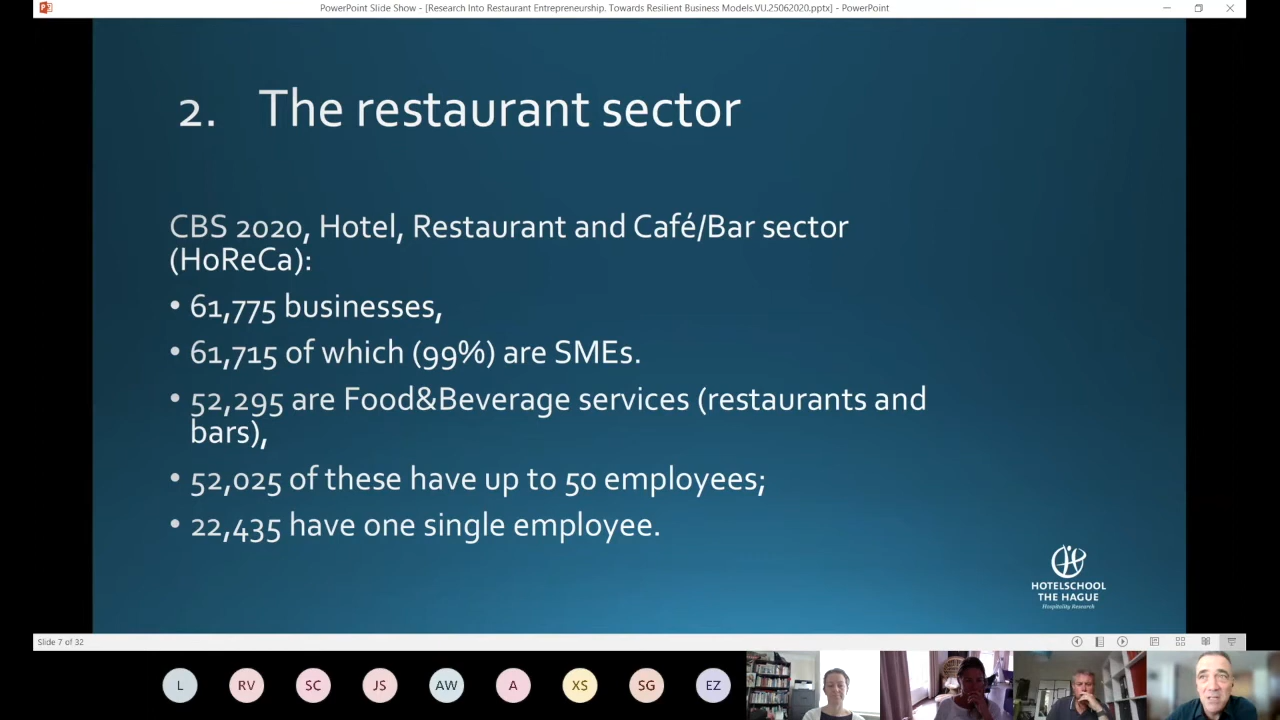 PowerPoint Slide Show - [Research Into Restaurant Entrepreneurship. Towards Resilient Business Models.VU.25062020.pptx] - PowerPoint
2. The restaurant sector
CBS 2020, Hotel, Restaurant and Café/Bar sector
(HoReCa):
• 61,775 businesses,
• 61,715 of which (99%) are SMEs.
• 52,295 are Food&Beverage services (restaurants and
bars),
• 52,025 of these have up to 50 employees;
• 22,435 have one single employee.
HOTELSCHOOL
THE HAGUE
Hospitality Research
Slide 7 of 32
L RV SC JS AW A XS SG EZ